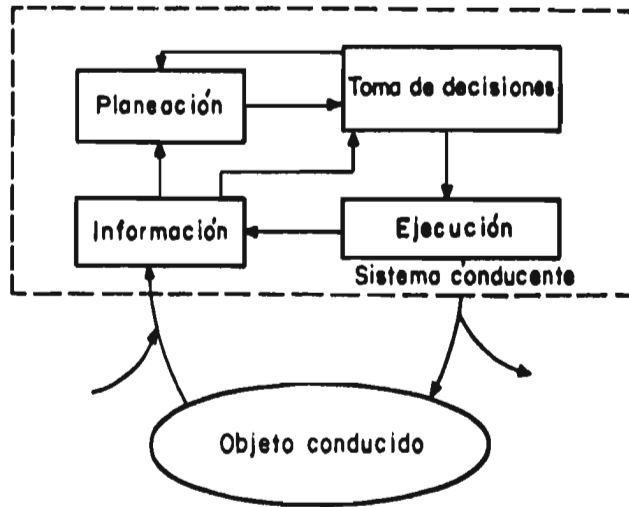 Planeación
Toma de decisiones
Información
Ejecución
Sistema conducente
Objeto conducido